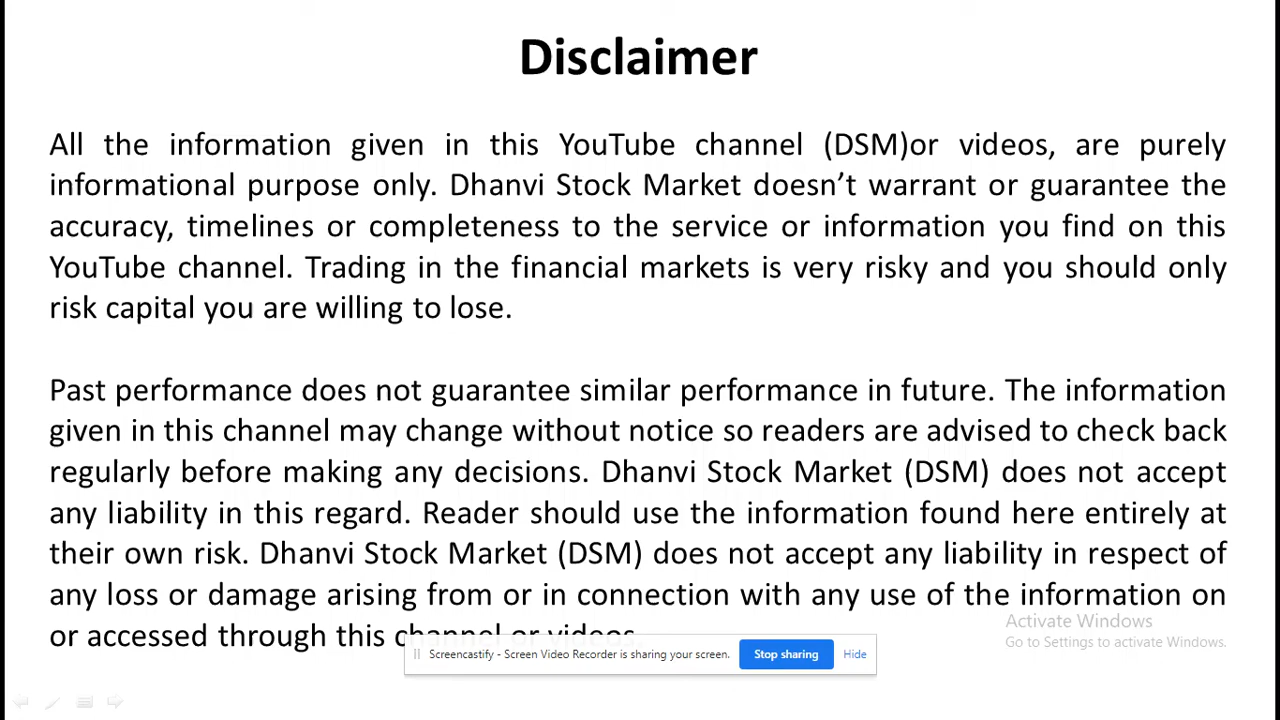 Disclaimer
All the information given in this YouTube channel (DSM)or videos, are purely
informational purpose only. Dhanvi Stock Market doesn’t warrant or guarantee the
accuracy, timelines or completeness to the service or information you find on this
YouTube channel. Trading in the financial markets is very risky and you should only
risk capital you are willing to lose.
Past performance does not guarantee similar performance in future. The information
given in this channel may change without notice so readers are advised to check back
regularly before making any decisions. Dhanvi Stock Market (DSM) does not accept
any liability in this regard. Reader should use the information found here entirely at
their own risk. Dhanvi Stock Market (DSM) does not accept any liability in respect of
any loss or damage arising from or in connection with any use of the information on
or accessed through this channel or videos.
Activate Windows
Go to Settings to activate Windows.
Screencastify - Screen Video Recorder is sharing your screen. Stop sharing Hide